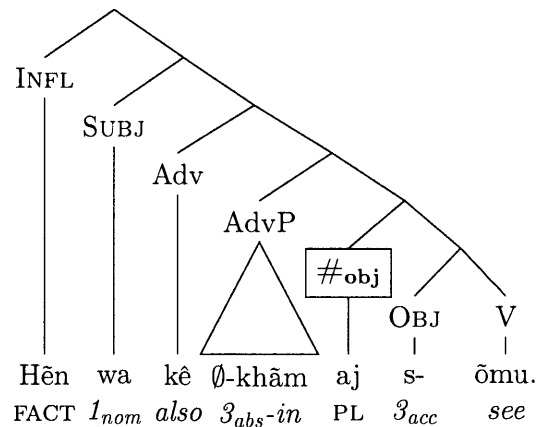 INFL
SUBJ
Adv
AdvP
#obj
OBJ V
Hẽn wa kê ∅-khãm aj s- õmu.
FACT 1nom also 3abs-in PL 3acc see